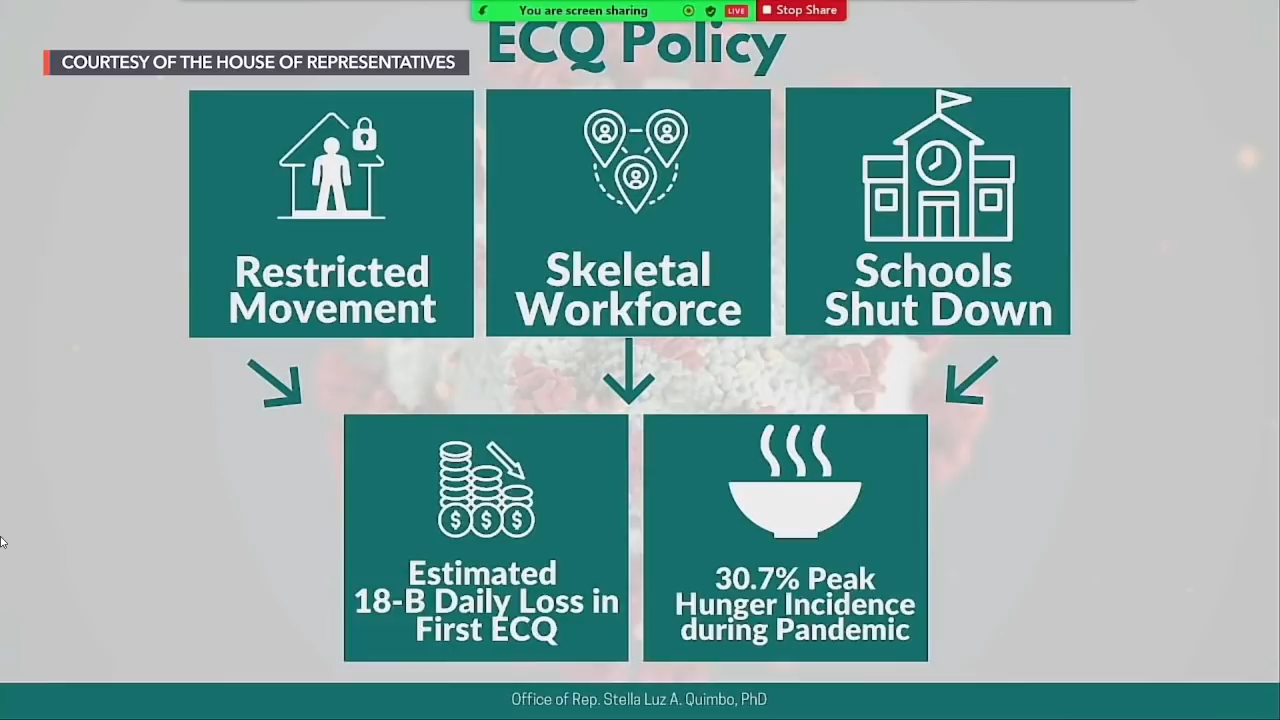 You are screen sharing
LIVE
Stop Share
ECQ Policy
COURTESY OF THE HOUSE OF REPRESENTATIVES
Restricted
Movement
Skeletal
Workforce
Schools
Shut Down
Estimated
18-B Daily Loss in
First ECQ
30.7% Peak
Hunger Incidence
during Pandemic
Office of Rep. Stella Luz A. Quimbo, PhD